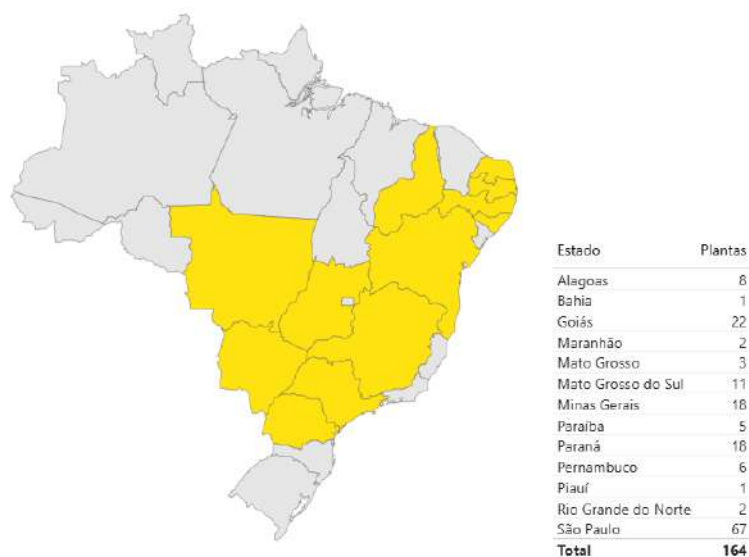 Estado Plantas
Alagoas 8
Bahia 1
Goiás 22
Maranhão 2
Mato Grosso 3
Mato Grosso do Sul 11
Minas Gerais 18
Paraíba 5
Paraná 18
Pernambuco 6
Piauí 1
Rio Grande do Norte 2
São Paulo 67
Total 164